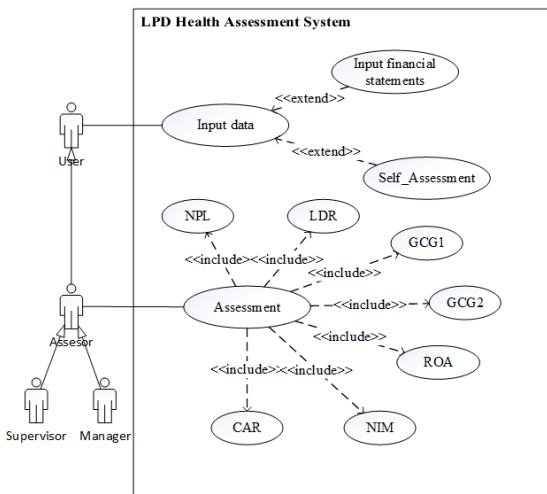 LPD Health Assessment System
Input financial
statements
<<extend>>
Input data
User
<<extend>>
Self_Assessment
NPL
LDR
GCG1
<<include>>
<<include>>
<<include>>
Assessment
GCG2
<<include>>
Assesor
<<include>>
ROA
<<include>>
<<include>>
Supervisor
Manager
CAR
NIM